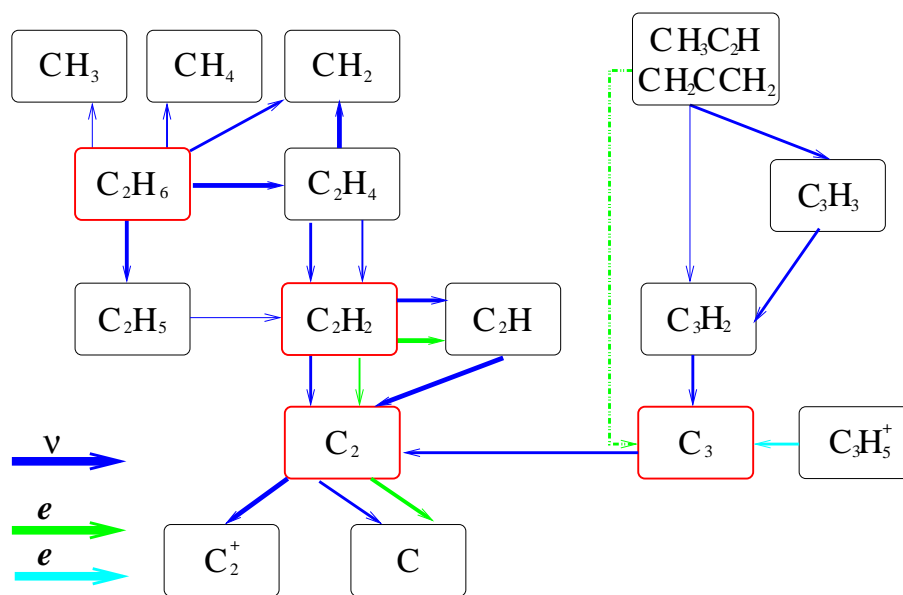 CH₃
CH₄
CH₂
CH₃C₂H
CH₂CCH₂
C₂H₆
C₂H₄
C₃H₃
C₂H₅
C₂H₂
C₂H
C₃H₂
C₂
C₃
C₃H₅⁺
ν
e
e
C₂⁺
C